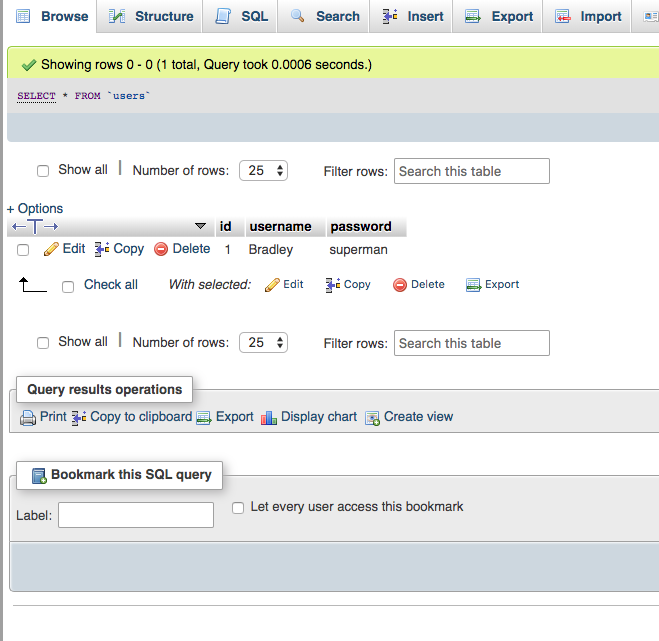 Browse Structure SQL Search Insert Export Import
Showing rows 0 - 0 (1 total, Query took 0.0006 seconds.)
SELECT * FROM `users`
Show all | Number of rows: 25 Filter rows: Search this table
+ Options
←T→ id username password
Edit Copy Delete 1 Bradley superman
Check all With selected: Edit Copy Delete Export
Show all | Number of rows: 25 Filter rows: Search this table
Query results operations
Print Copy to clipboard Export Display chart Create view
Bookmark this SQL query
Label: Let every user access this bookmark